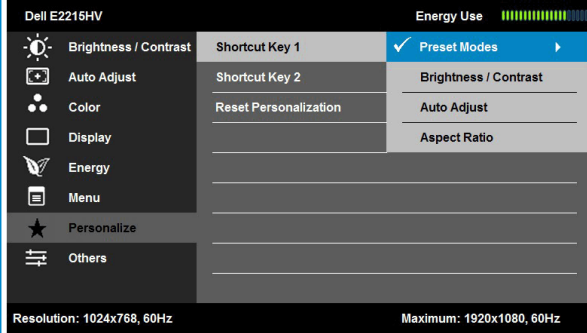 Dell E2215HV Energy Use
Brightness / Contrast Shortcut Key 1 Preset Modes
Auto Adjust Shortcut Key 2 Brightness / Contrast
Color Reset Personalization Auto Adjust
Display Aspect Ratio
Energy
Menu
Personalize
Others
Resolution: 1024x768, 60Hz Maximum: 1920x1080, 60Hz